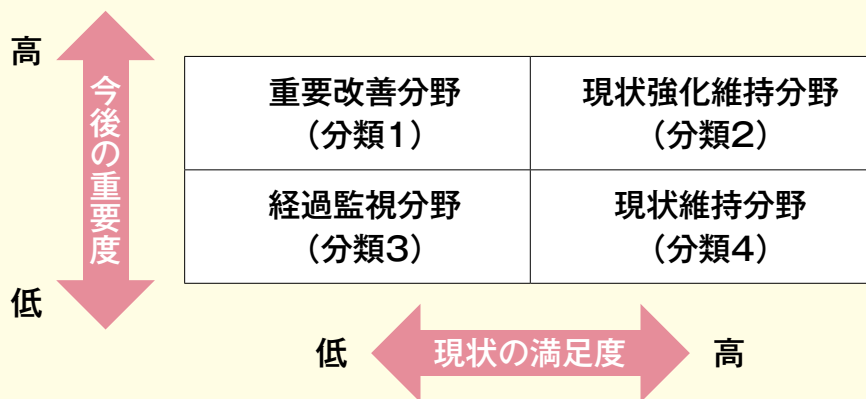 高
今後の重要度
低
重要改善分野
（分類1）
現状強化維持分野
（分類2）
経過監視分野
（分類3）
現状維持分野
（分類4）
低
現状の満足度
高